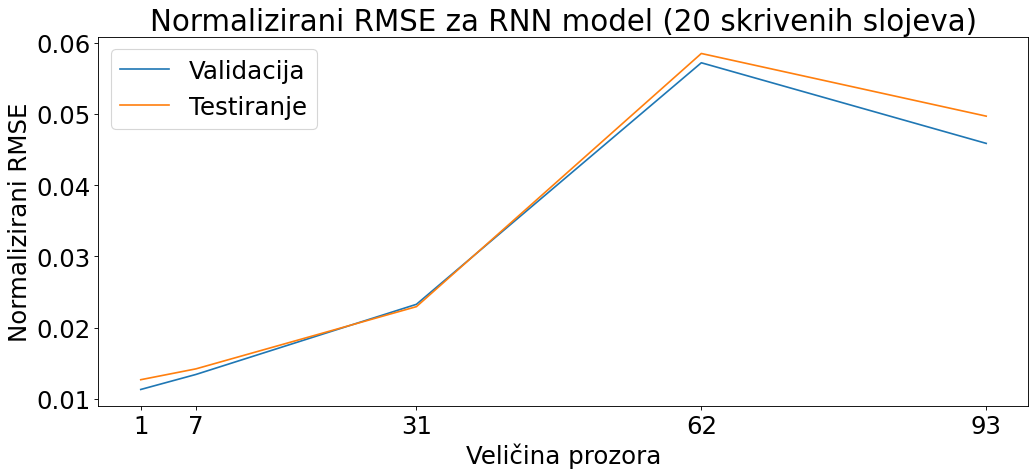 Normalizirani RMSE za RNN model (20 skrivenih slojeva)
Validacija
Testiranje
Normalizirani RMSE
0.06
0.05
0.04
0.03
0.02
0.01
1 7 31 62 93
Veličina prozora